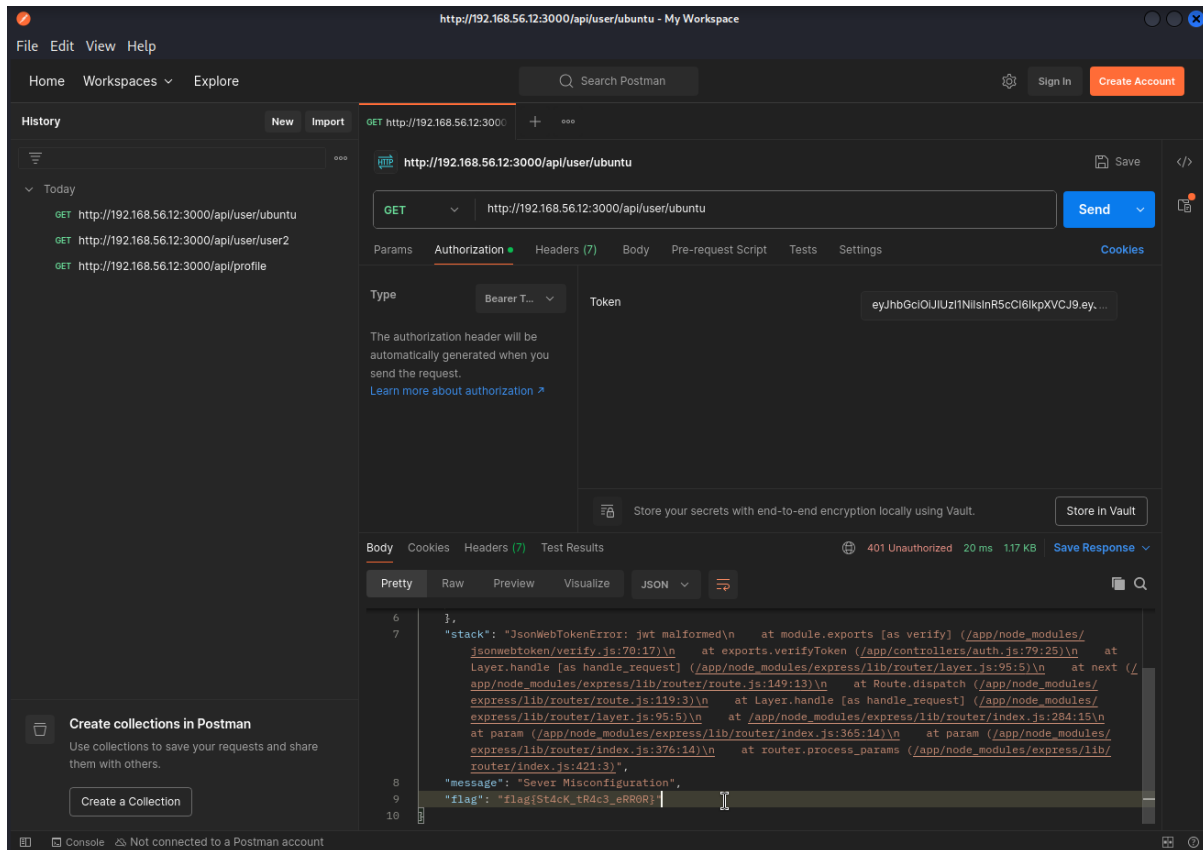 http://192.168.56.12:3000/api/user/ubuntu - My Workspace
File Edit View Help
Home Workspaces Explore
Search Postman
Sign In
Create Account
History
New
Import
GET http://192.168.56.12:3000
http://192.168.56.12:3000/api/user/ubuntu
Save
Today
GET http://192.168.56.12:3000/api/user/ubuntu
GET http://192.168.56.12:3000/api/user/user2
GET http://192.168.56.12:3000/api/profile
GET
http://192.168.56.12:3000/api/user/ubuntu
Send
Params Authorization Headers (7) Body Pre-request Script Tests Settings
Cookies
Type
Bearer T...
The authorization header will be
automatically generated when you
send the request.
Learn more about authorization ↗
Token
eyJhbGciOiJIUzI1NiIsInR5cCI6IkpXVCJ9.ey. ...
Store your secrets with end-to-end encryption locally using Vault.
Store in Vault
Body Cookies Headers (7) Test Results
401 Unauthorized 20 ms 1.17 KB Save Response
Pretty Raw Preview Visualize JSON
6 },
7 "stack": "JsonWebTokenError: jwt malformed\n at module.exports [as verify] (/app/node_modules/
jsonwebtoken/verify.js:70:17)\n at exports.verifyToken (/app/controllers/auth.js:79:25)\n at
Layer.handle [as handle_request] (/app/node_modules/express/lib/router/layer.js:95:5)\n at next (/
app/node_modules/express/lib/router/route.js:149:13)\n at Route.dispatch (/app/node_modules/
express/lib/router/route.js:119:3)\n at Layer.handle [as handle_request] (/app/node_modules/
express/lib/router/layer.js:95:5)\n at /app/node_modules/express/lib/router/index.js:284:15\n
at param (/app/node_modules/express/lib/router/index.js:365:14)\n at param (/app/node_modules/
express/lib/router/index.js:376:14)\n at router.process_params (/app/node_modules/express/lib/
router/index.js:421:3)",
8 "message": "Sever Misconfiguration",
9 "flag": "flag{St4cK_tR4c3_eRR0R}"
10 }
Create collections in Postman
Use collections to save your requests and share
them with others.
Create a Collection
Console Not connected to a Postman account